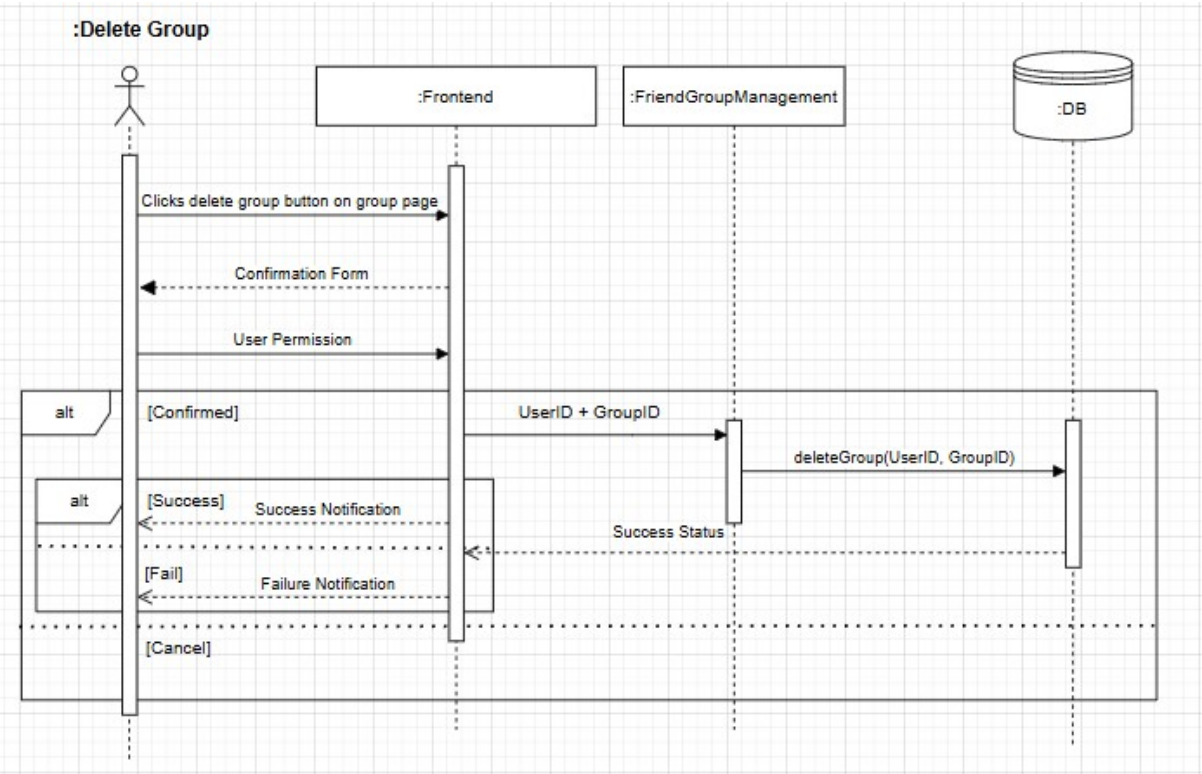 :Delete Group
:Frontend
:FriendGroupManagement
:DB
Clicks delete group button on group page
Confirmation Form
User Permission
alt
[Confirmed]
UserID + GroupID
deleteGroup(UserID, GroupID)
alt
[Success]
Success Notification
Success Status
[Fail]
Failure Notification
[Cancel]